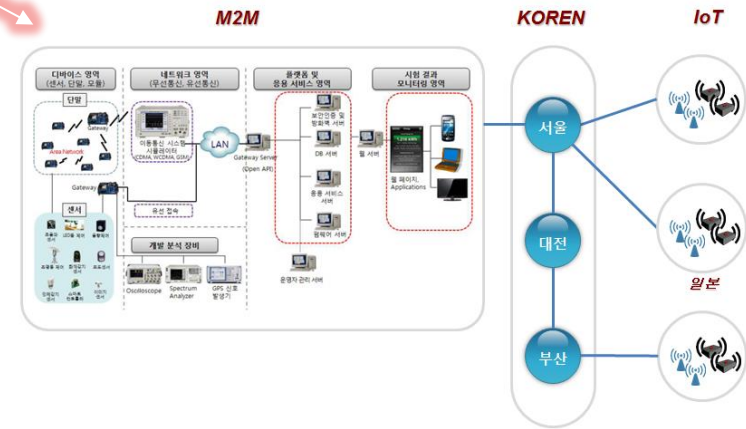 M2M
KOREN
IoT
디바이스 영역
(센서, 단말, 모듈)
네트워크 영역
(무선통신, 유선통신)
플랫폼 및
응용 서비스 영역
시험 결과
모니터링 영역
단말
Gateway
Area Network
Gateway
센서
이동통신 시스템
시뮬레이터
(CDMA, WCDMA, GSM)
LAN
유선 접속
Gateway Server
(Open API)
보안인증 및
방화벽 서버
DB 서버
웹 서버
응용 서비스
서버
펌웨어 서버
운영자 관리 서버
웹 페이지,
Applications
개발 분석 장비
Oscilloscope
Spectrum
Analyzer
GPS 신호
발생기
서울
대전
부산
일본